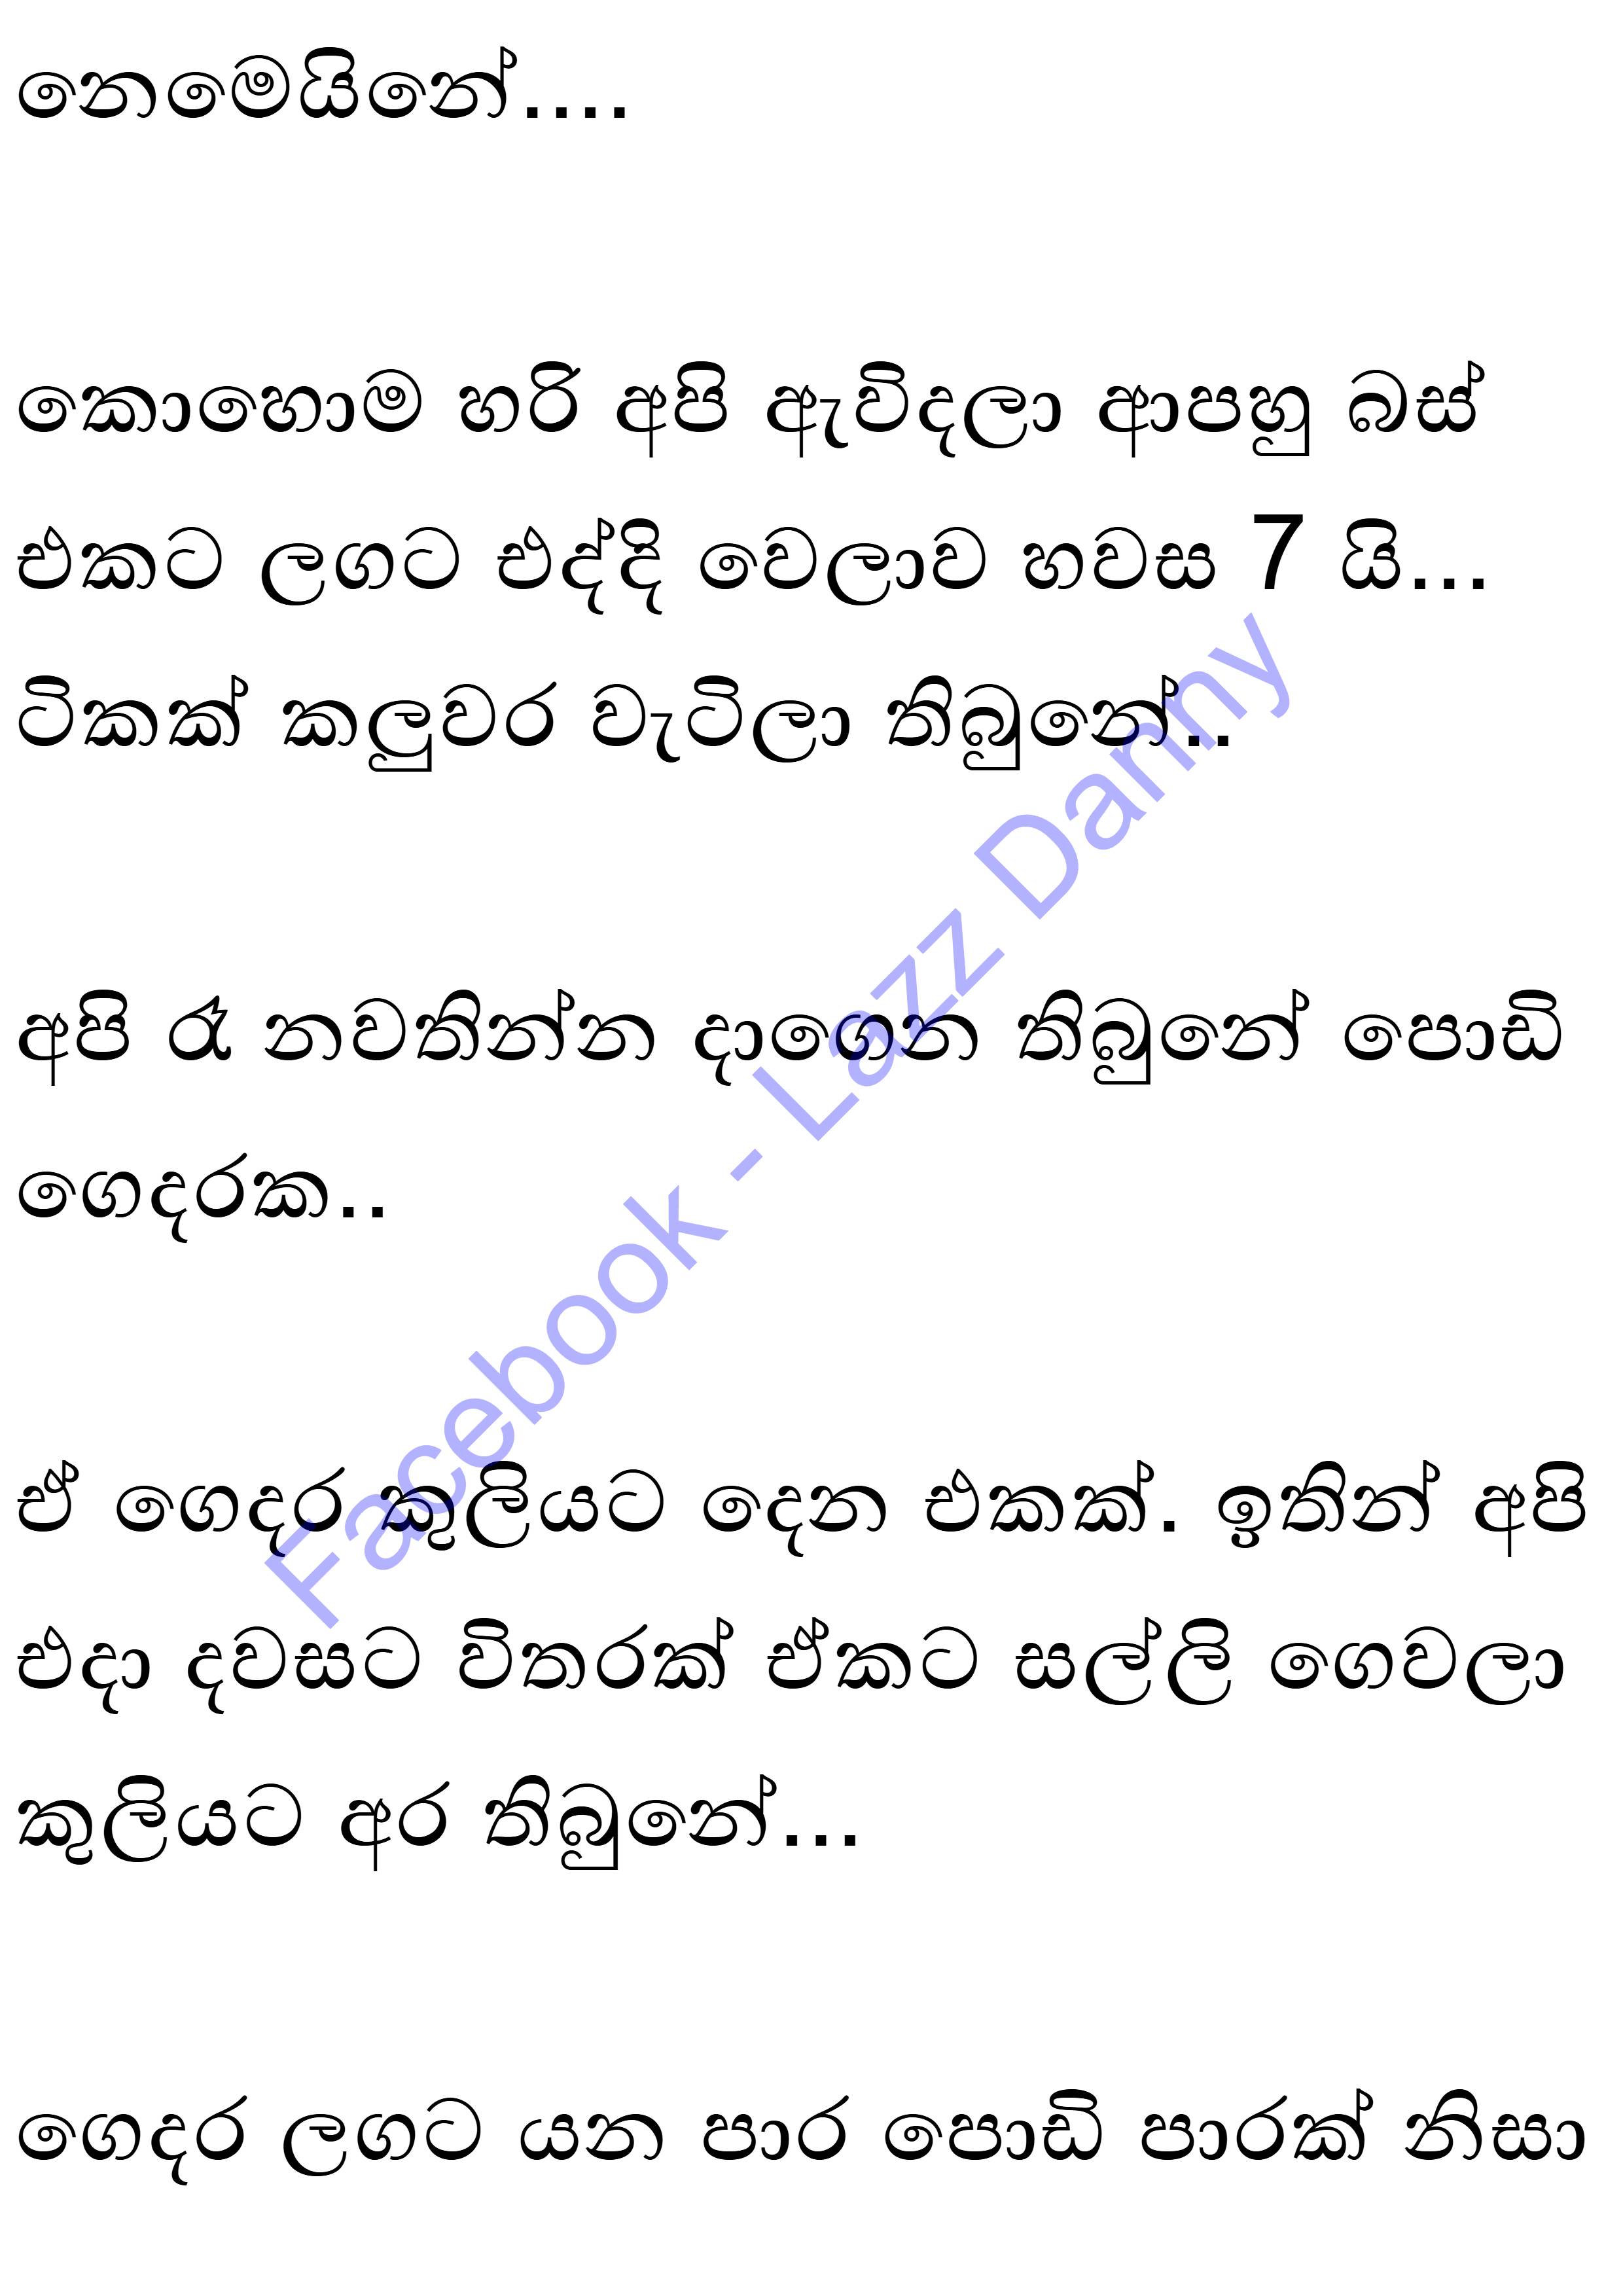 නෙමෙයිනේ....
කොහොම හරි අපි ඇවිදලා ආපහු බස්
එකට ලගට එද්දි වෙලාව හවස 7 යි...
ටිකක් කලුවර වැටිලා තිබුනේ..
අපි රෑ නවතින්න දාගෙන තිබුනේ පොඩි
ගෙදරක..
ඒ ගෙදර කුලියට දෙන එකක්. ඉතින් අපි
එදා දවසට විතරක් ඒකට සල්ලි ගෙවලා
කුලියට අර තිබුනේ...
ගෙදර ලගට යන පාර පොඩි පාරක් නිසා
Facebook - Lazz Danny